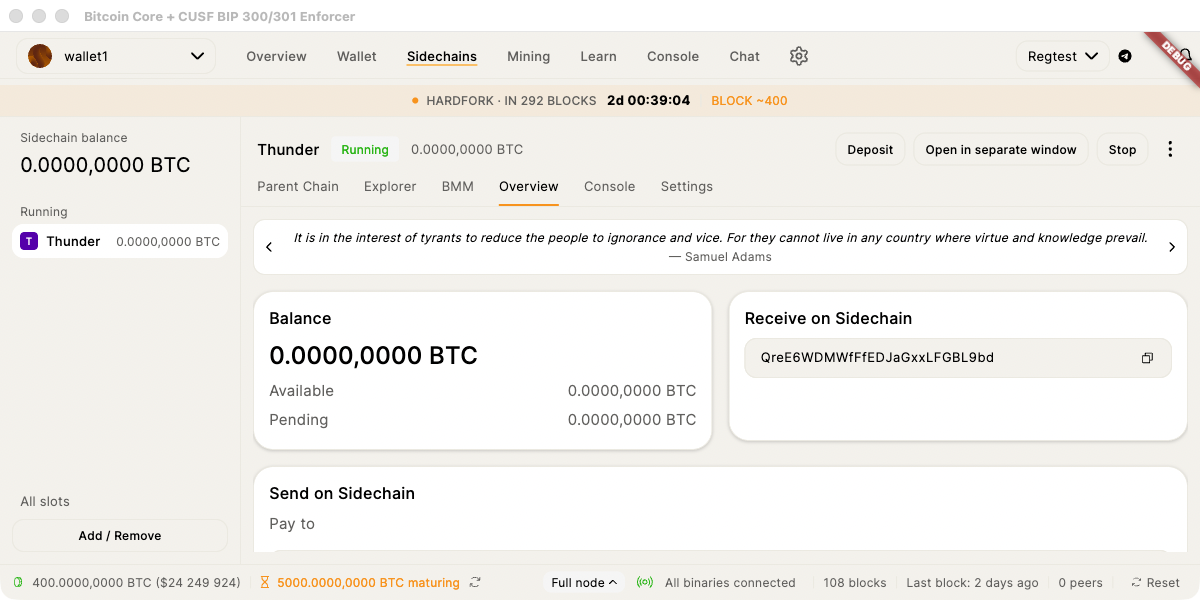 Bitcoin Core + CUSF BIP 300/301 Enforcer
wallet1
Overview
Wallet
Sidechains
Mining
Learn
Console
Chat
Regtest
DEBUG
HARDFORK · IN 292 BLOCKS 2d 00:39:04 BLOCK ~400
Sidechain balance
0.0000,0000 BTC
Running
T Thunder 0.0000,0000 BTC
All slots
Add / Remove
Thunder Running 0.0000,0000 BTC
Deposit
Open in separate window
Stop
Parent Chain
Explorer
BMM
Overview
Console
Settings
It is in the interest of tyrants to reduce the people to ignorance and vice. For they cannot live in any country where virtue and knowledge prevail.
— Samuel Adams
Balance
0.0000,0000 BTC
Available 0.0000,0000 BTC
Pending 0.0000,0000 BTC
Receive on Sidechain
QreE6WDMWfFfEDJaGxxLFGBL9bd
Send on Sidechain
Pay to
400.0000,0000 BTC ($24 249 924)
5000.0000,0000 BTC maturing
Full node
All binaries connected
108 blocks
Last block: 2 days ago
0 peers
Reset